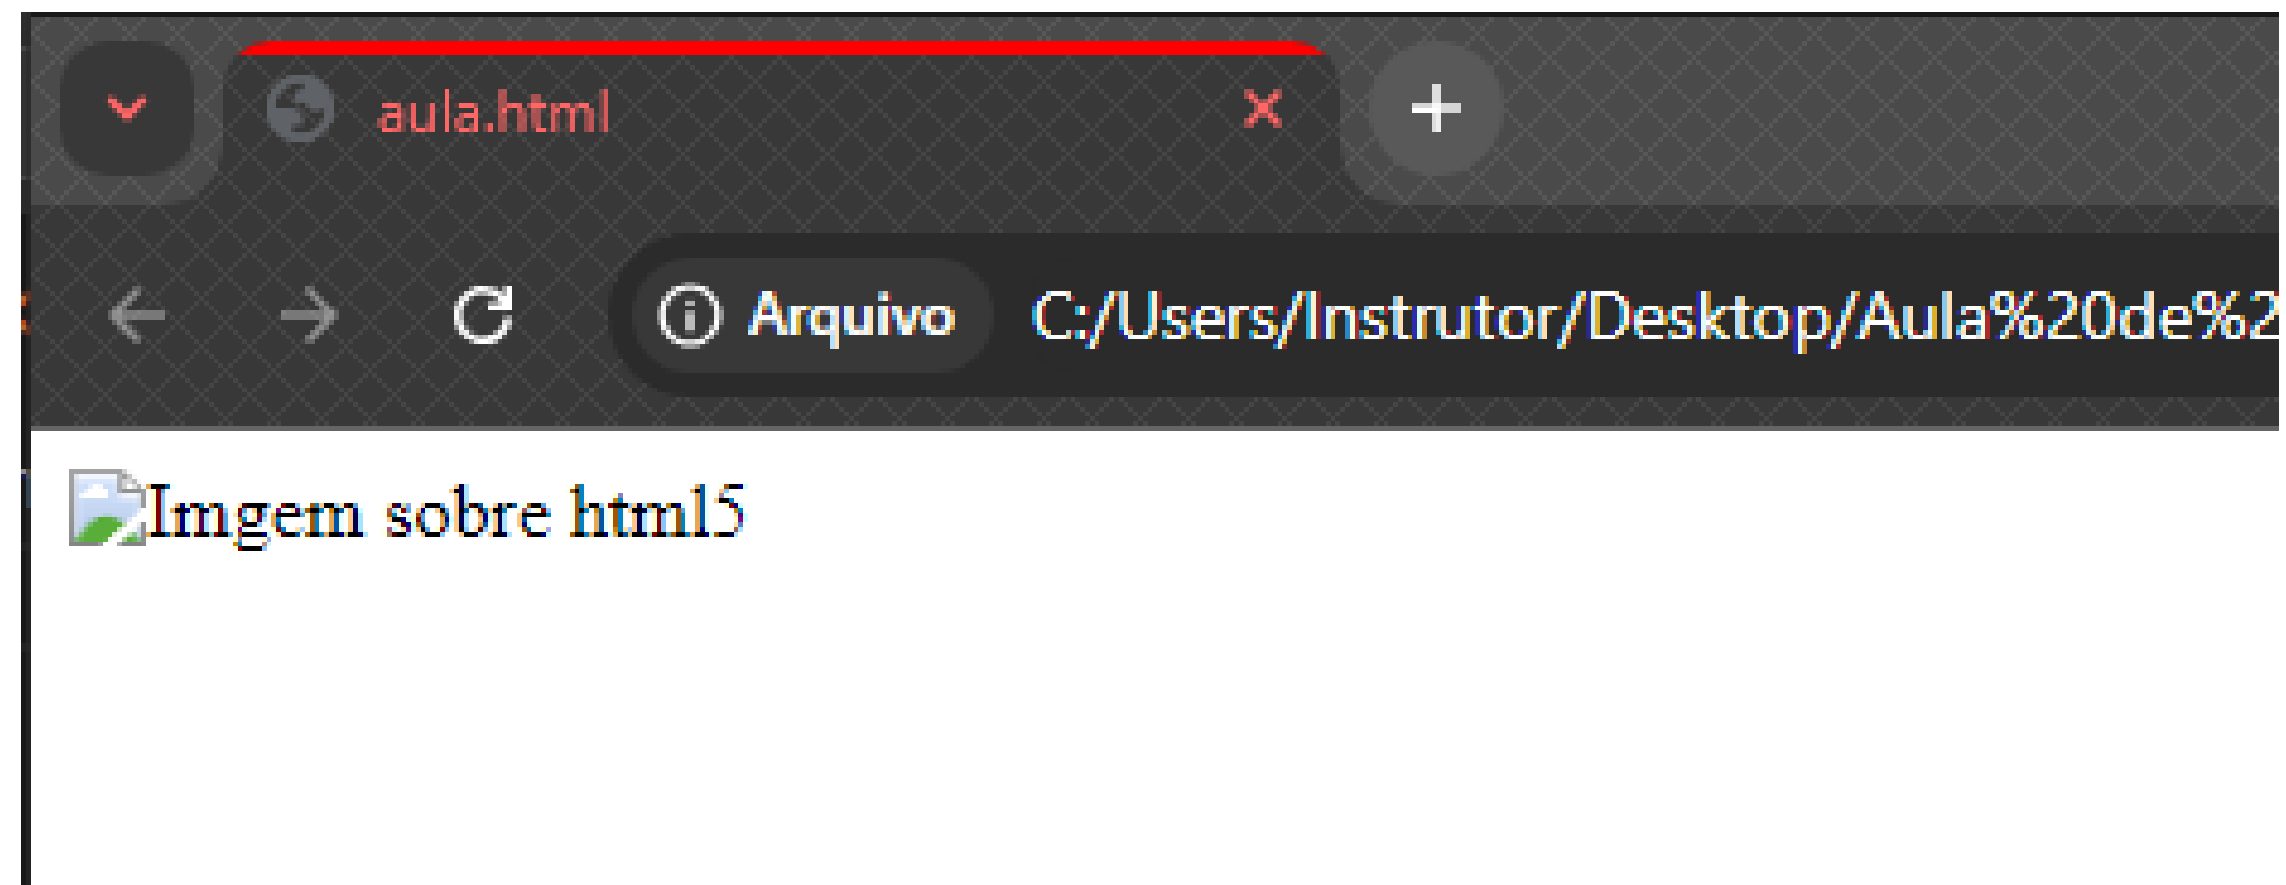 aula.html
Arquivo C:/Users/Instrutor/Desktop/Aula%20de%2
Imgem sobre html5